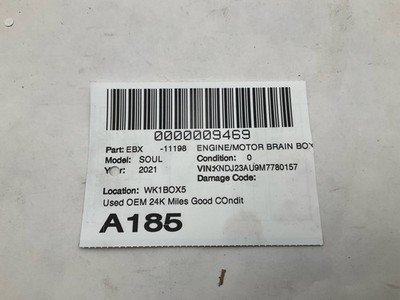 0000009469
Part: EBX -11198 ENGINE/MOTOR BRAIN BOX
Model: SOUL Condition: 0
Year: 2021 VIN:KNDJ23AU9M7780157
Damage Code:
Location: WK1BOX5
Used OEM 24K Miles Good COndit
A185